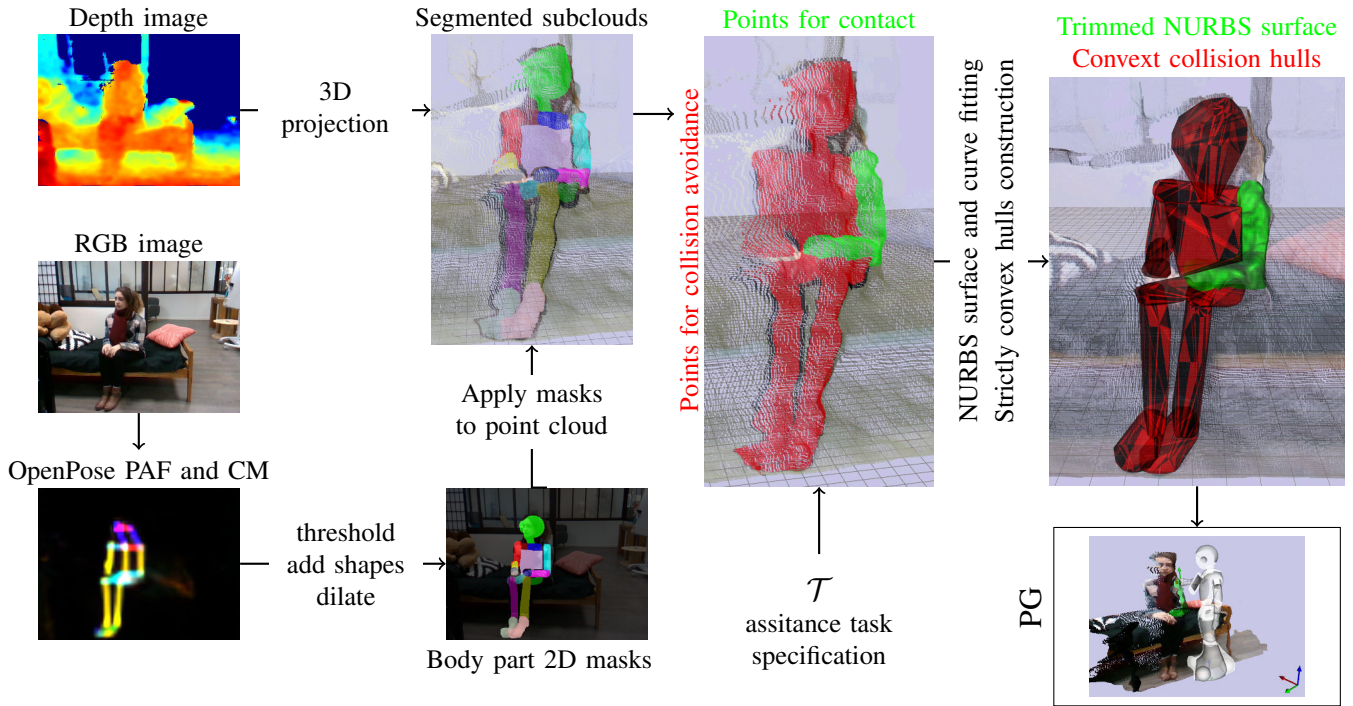 Depth image
3D
projection
Segmented subclouds
Points for contact
Points for collision avoidance
NURBS surface and curve fitting
Strictly convex hulls construction
Trimmed NURBS surface
Convext collision hulls
RGB image
Apply masks
to point cloud
OpenPose PAF and CM
threshold
add shapes
dilate
Body part 2D masks
𝒯
assitance task
specification
PG